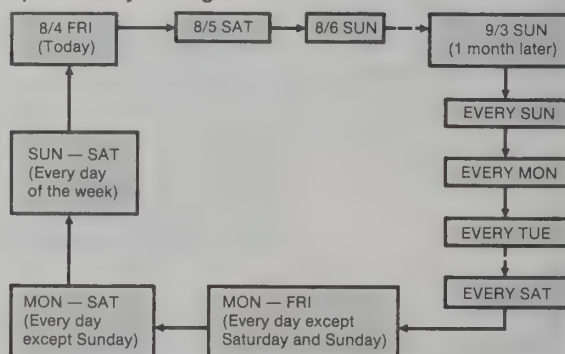 8/4 FRI
(Today)
8/5 SAT
8/6 SUN
9/3 SUN
(1 month later)
EVERY SUN
EVERY MON
EVERY TUE
EVERY SAT
MON — FRI
(Every day except
Saturday and Sunday)
MON — SAT
(Every day
except Sunday)
SUN — SAT
(Every day
of the week)